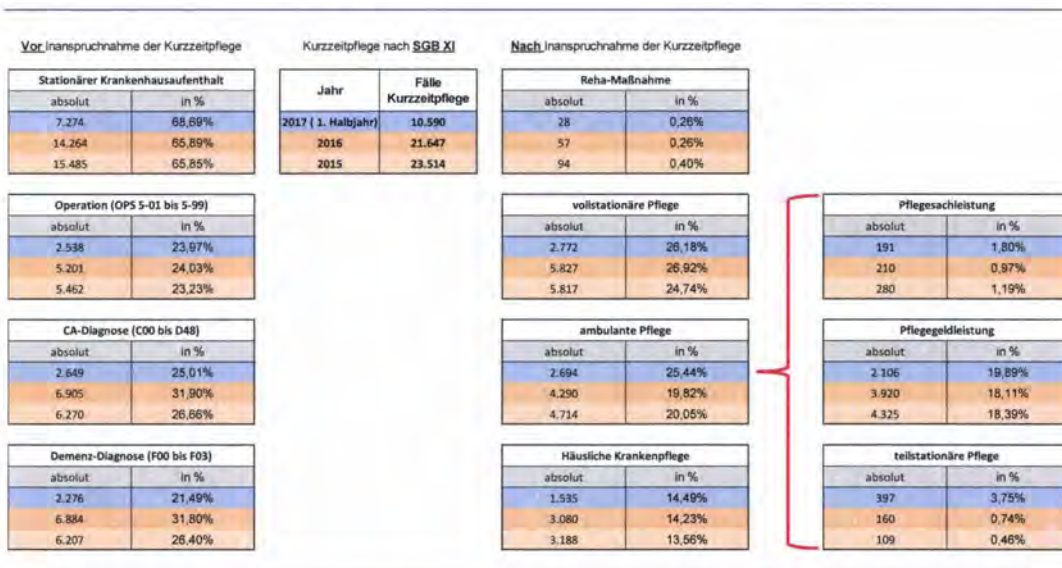 Vor Inanspruchnahme der Kurzzeitpflege
Stationärer Krankenhausaufenthalt
absolut in %
7.274 68,69%
14.264 65,89%
15.485 65,85%
Operation (OPS 5-01 bis 5-99)
absolut in %
2.538 23,97%
5.201 24,03%
5.462 23,23%
CA-Diagnose (C00 bis D48)
absolut in %
2.649 25,01%
6.905 31,90%
6.270 26,66%
Demenz-Diagnose (F00 bis F03)
absolut in %
2.276 21,49%
6.884 31,80%
6.207 26,40%
Kurzzeitpflege nach SGB XI
Jahr Fälle Kurzzeitpflege
2017 ( 1. Halbjahr) 10.590
2016 21.647
2015 23.514
Nach Inanspruchnahme der Kurzzeitpflege
Reha-Maßnahme
absolut in %
28 0,26%
57 0,26%
94 0,40%
vollstationäre Pflege
absolut in %
2.772 26,18%
5.827 26,92%
5.817 24,74%
ambulante Pflege
absolut in %
2.694 25,44%
4.290 19,82%
4.714 20,05%
Häusliche Krankenpflege
absolut in %
1.535 14,49%
3.080 14,23%
3.188 13,56%
Pflegesachleistung
absolut in %
191 1,80%
210 0,97%
280 1,19%
Pflegegeldleistung
absolut in %
2.106 19,89%
3.920 18,11%
4.325 18,39%
teilstationäre Pflege
absolut in %
397 3,75%
160 0,74%
109 0,46%